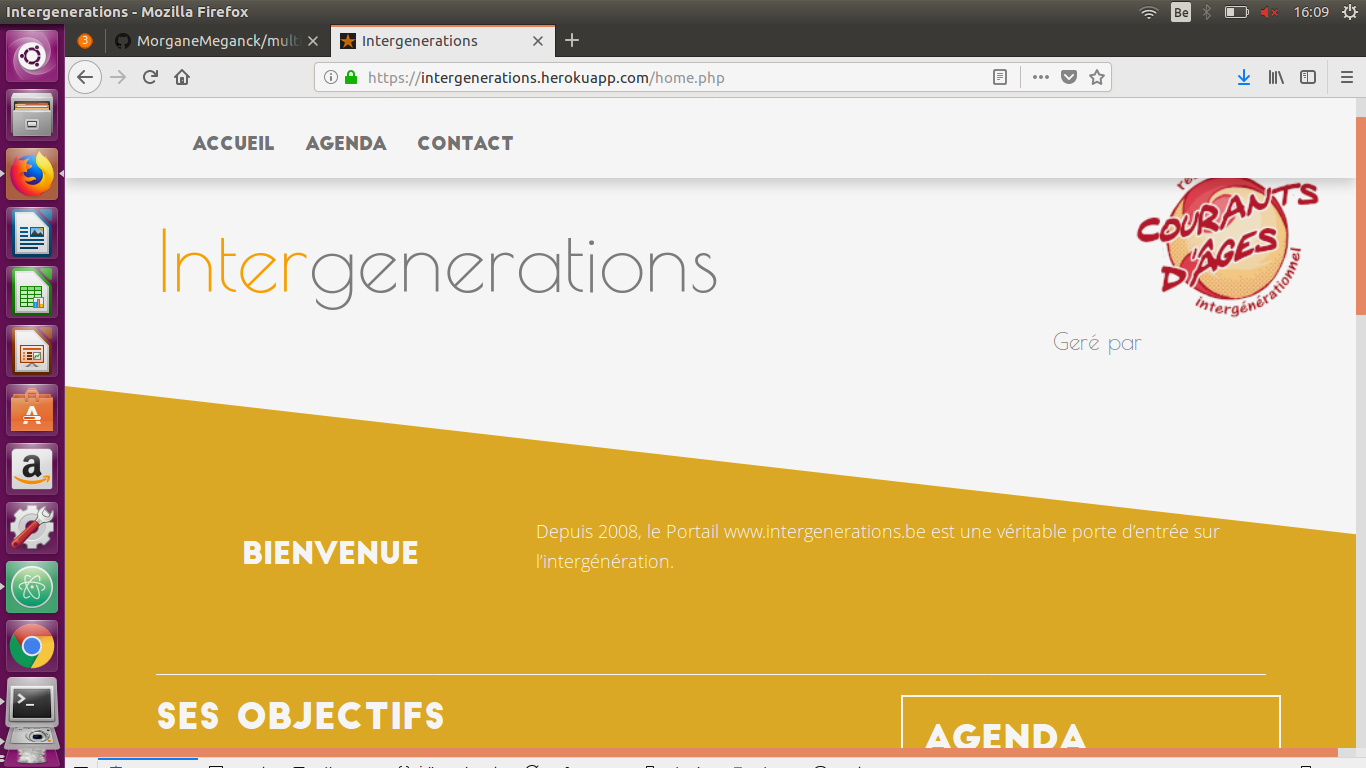 Intergenerations - Mozilla Firefox
Be
16:09
3
MorganeMeganck/mult
Intergenerations
https://intergenerations.herokuapp.com/home.php
ACCUEIL AGENDA CONTACT
COURANTS
D'ÂGES
intergénérationnel
Intergenerations
Geré par
BIENVENUE
Depuis 2008, le Portail www.intergenerations.be est une véritable porte d’entrée sur
l’intergénération.
SES OBJECTIFS
AGENDA